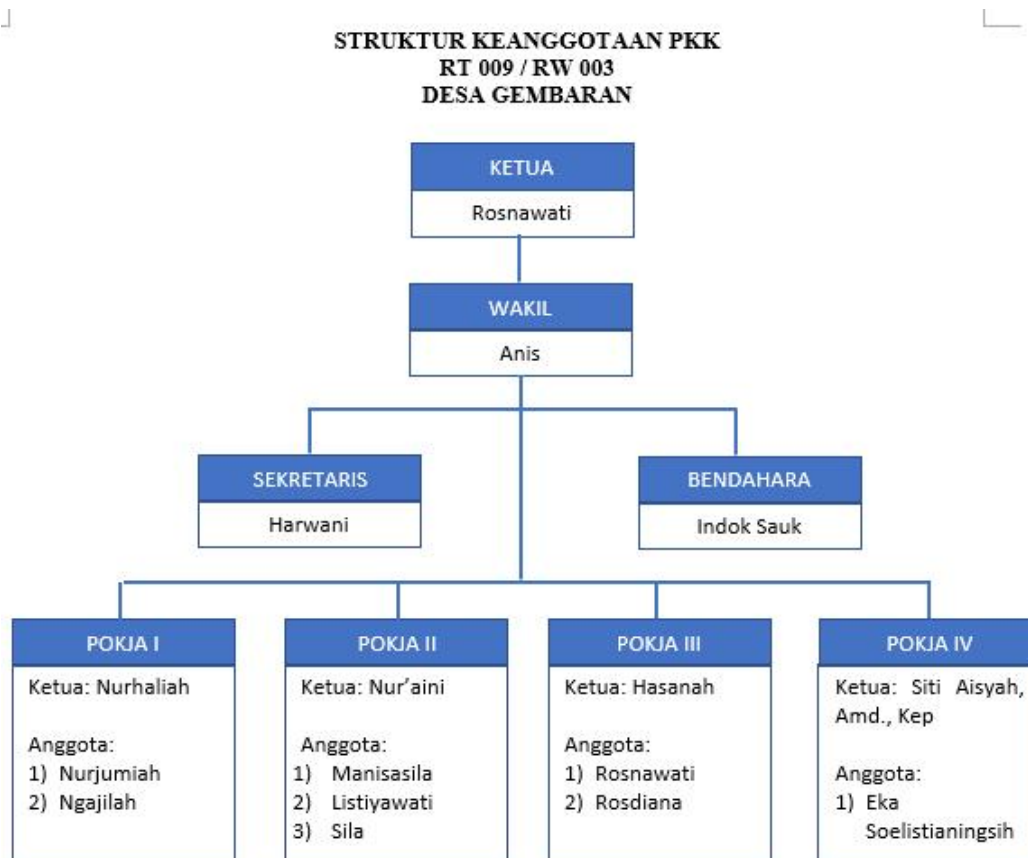 STRUKTUR KEANGGOTAAN PKK
RT 009 / RW 003
DESA GEMBARAN
KETUA
Rosnawati
WAKIL
Anis
SEKRETARIS
Harwani
BENDAHARA
Indok Sauk
POKJA I
Ketua: Nurhaliah
Anggota:
1) Nurjumiah
2) Ngajilah
POKJA II
Ketua: Nur’aini
Anggota:
1) Manisasila
2) Listiyawati
3) Sila
POKJA III
Ketua: Hasanah
Anggota:
1) Rosnawati
2) Rosdiana
POKJA IV
Ketua: Siti Aisyah,
Amd., Kep
Anggota:
1) Eka
Soelistianingsih